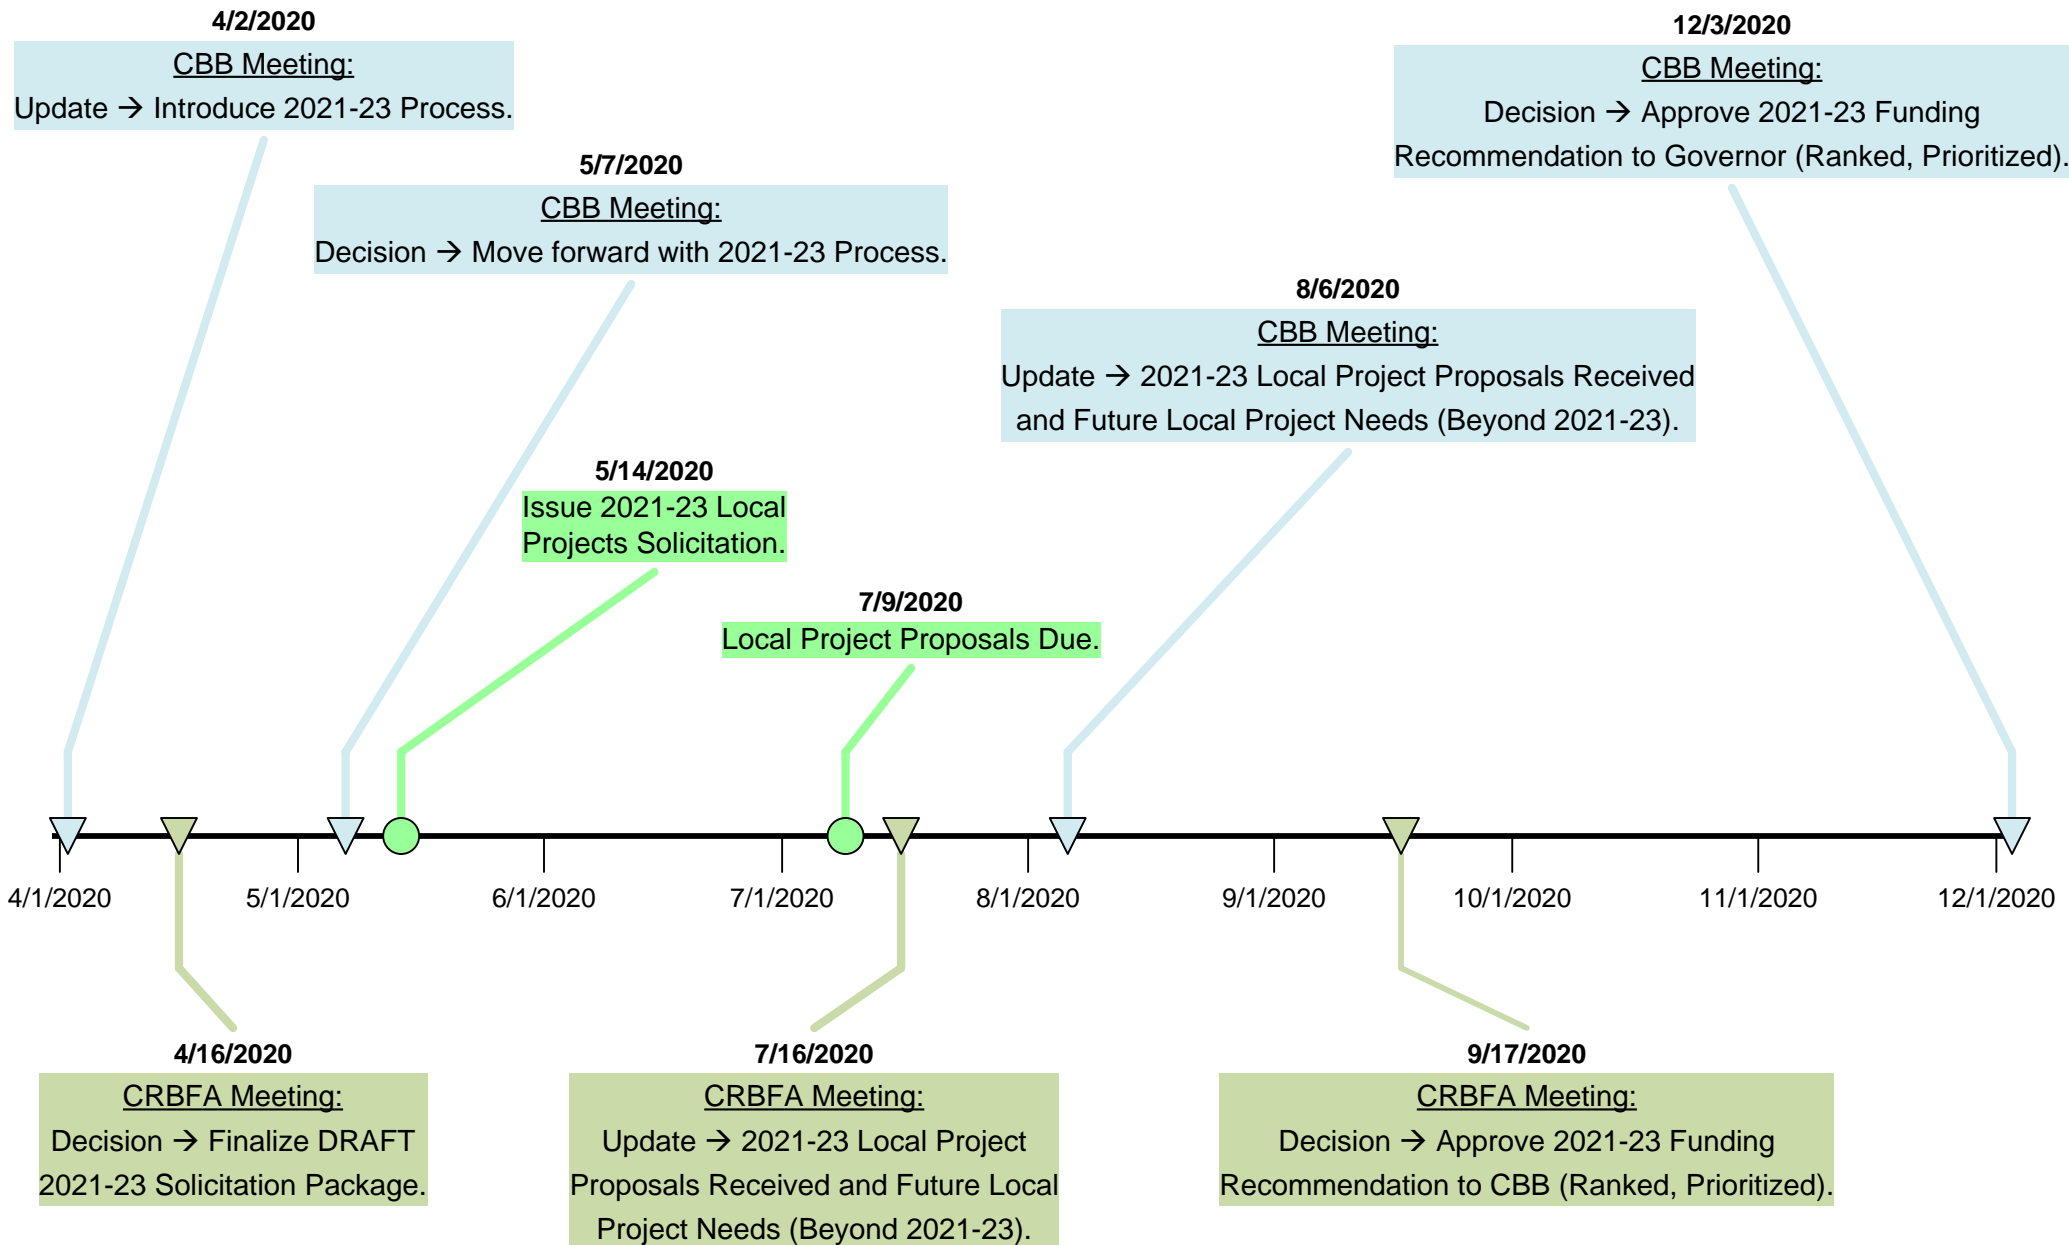 4/2/2020
CBB Meeting:
Update → Introduce 2021-23 Process.
12/3/2020
CBB Meeting:
Decision → Approve 2021-23 Funding
Recommendation to Governor (Ranked, Prioritized).
5/7/2020
CBB Meeting:
Decision → Move forward with 2021-23 Process.
8/6/2020
CBB Meeting:
Update → 2021-23 Local Project Proposals Received
and Future Local Project Needs (Beyond 2021-23).
5/14/2020
Issue 2021-23 Local
Projects Solicitation.
7/9/2020
Local Project Proposals Due.
4/1/2020
5/1/2020
6/1/2020
7/1/2020
8/1/2020
9/1/2020
10/1/2020
11/1/2020
12/1/2020
4/16/2020
CRBFA Meeting:
Decision → Finalize DRAFT
2021-23 Solicitation Package.
7/16/2020
CRBFA Meeting:
Update → 2021-23 Local Project
Proposals Received and Future Local
Project Needs (Beyond 2021-23).
9/17/2020
CRBFA Meeting:
Decision → Approve 2021-23 Funding
Recommendation to CBB (Ranked, Prioritized).